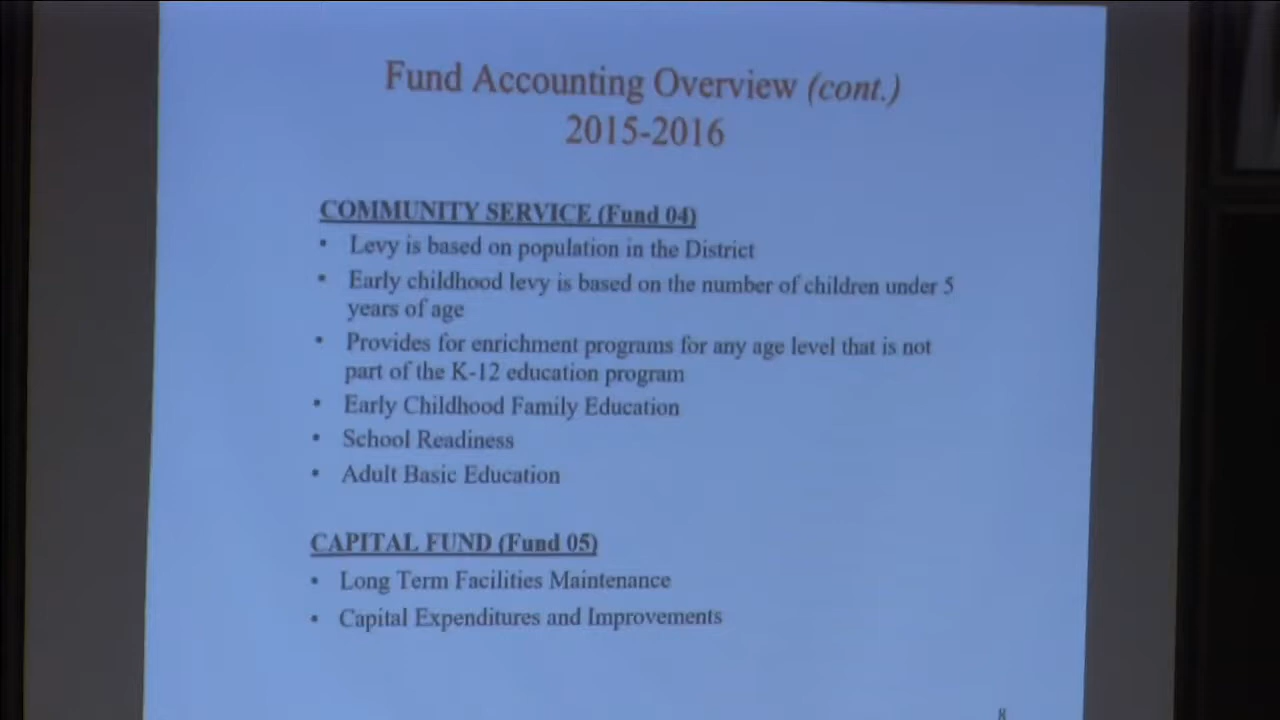 Fund Accounting Overview (cont.)
2015-2016
COMMUNITY SERVICE (Fund 04)
• Levy is based on population in the District
• Early childhood levy is based on the number of children under 5
years of age
• Provides for enrichment programs for any age level that is not
part of the K-12 education program
• Early Childhood Family Education
• School Readiness
• Adult Basic Education
CAPITAL FUND (Fund 05)
• Long Term Facilities Maintenance
• Capital Expenditures and Improvements
8